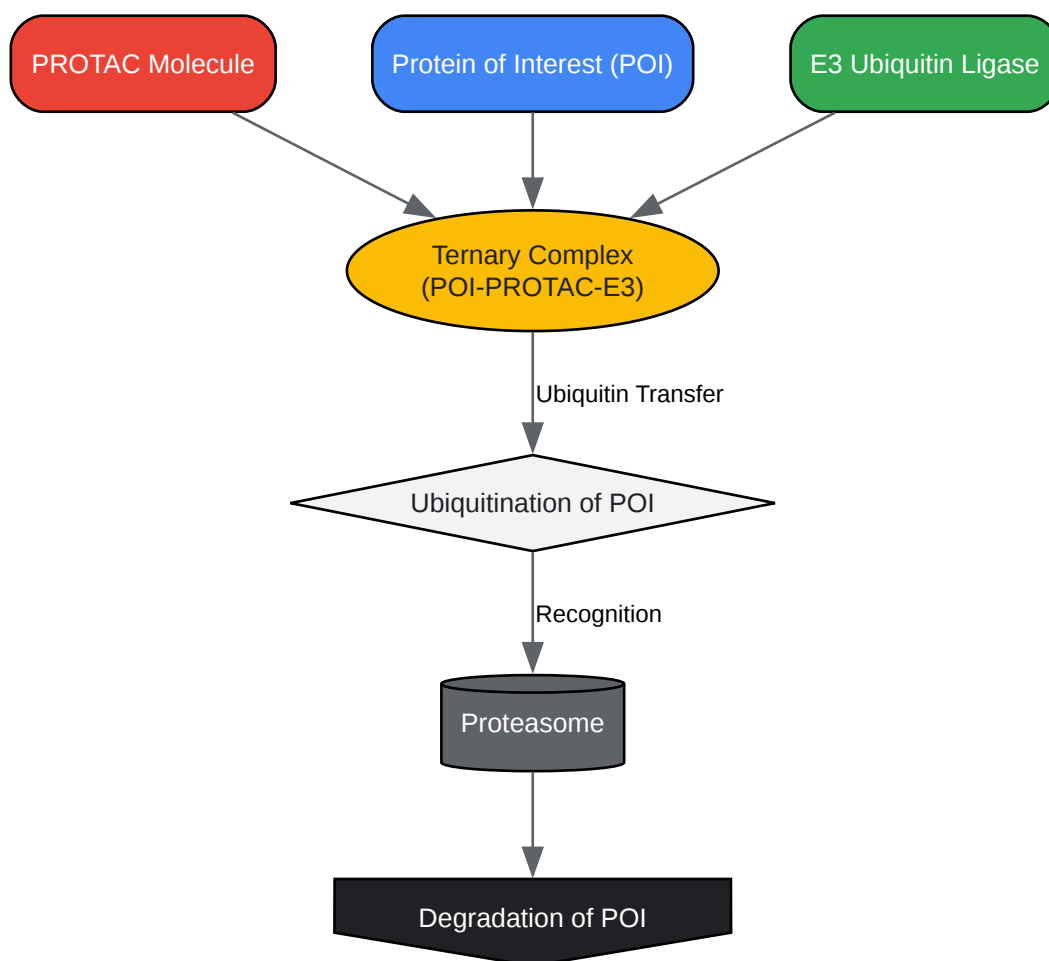 PROTAC Molecule
Protein of Interest (POI)
E3 Ubiquitin Ligase
Ternary Complex
(POI-PROTAC-E3)
Ubiquitin Transfer
Ubiquitination of POI
Recognition
Proteasome
Degradation of POI